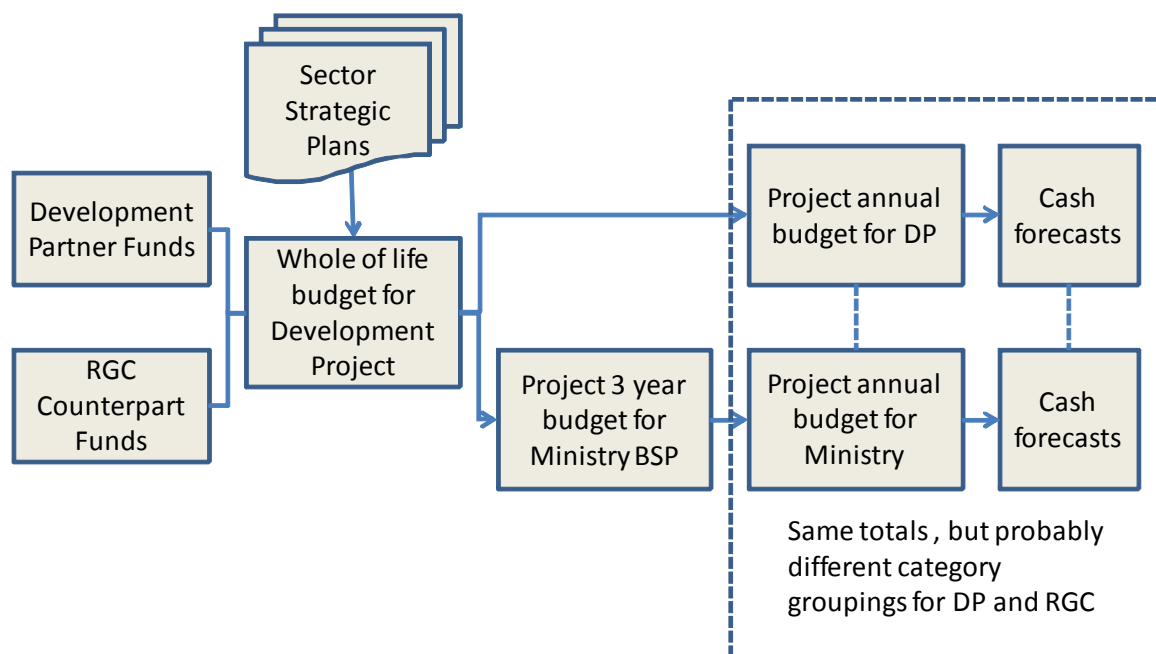 Sector
Strategic
Plans
Development
Partner Funds
RGC
Counterpart
Funds
Whole of life
budget for
Development
Project
Project 3 year
budget for
Ministry BSP
Project annual
budget for DP
Cash
forecasts
Project annual
budget for
Ministry
Cash
forecasts
Same totals , but probably
different category
groupings for DP and RGC